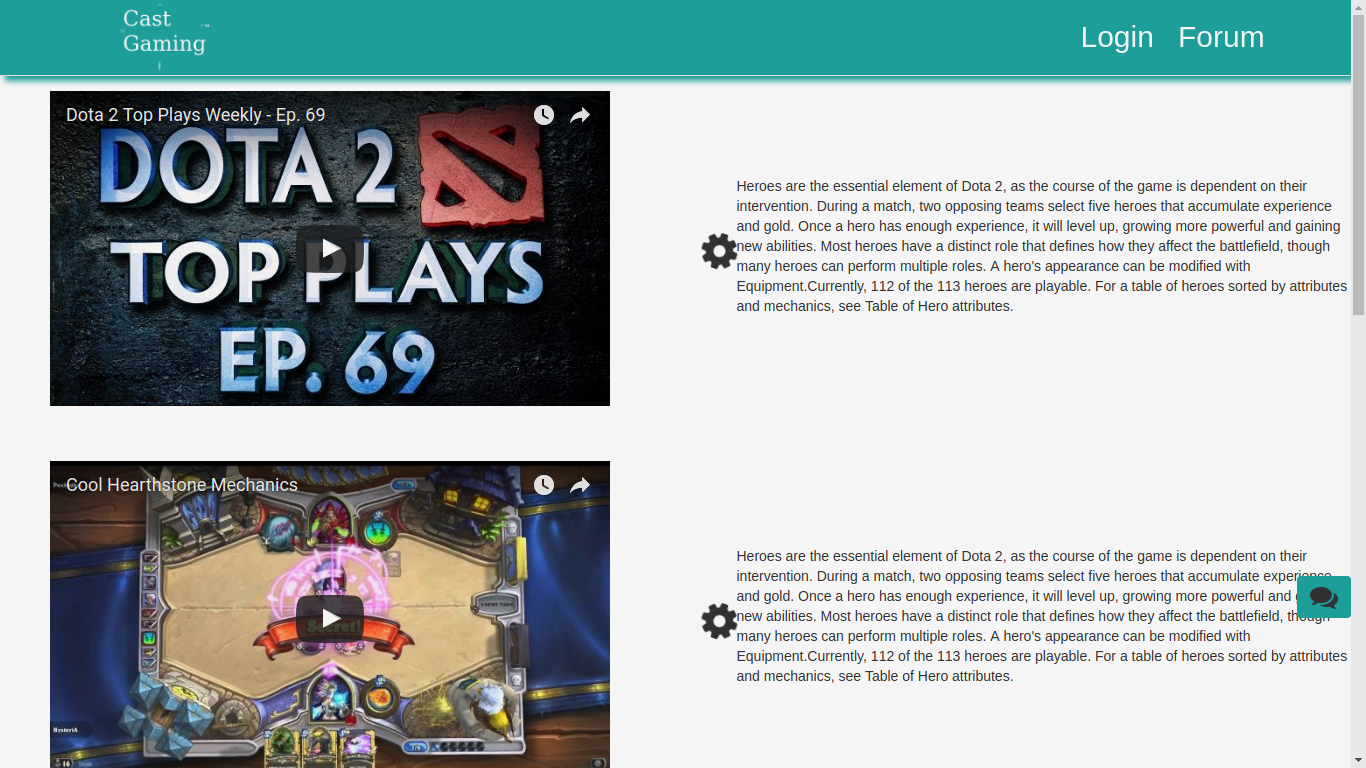 Cast
Gaming
Login Forum
Dota 2 Top Plays Weekly - Ep. 69
DOTA 2
TOP PLAYS
EP. 69
Heroes are the essential element of Dota 2, as the course of the game is dependent on their
intervention. During a match, two opposing teams select five heroes that accumulate experience
and gold. Once a hero has enough experience, it will level up, growing more powerful and gaining
new abilities. Most heroes have a distinct role that defines how they affect the battlefield, though
many heroes can perform multiple roles. A hero's appearance can be modified with
Equipment.Currently, 112 of the 113 heroes are playable. For a table of heroes sorted by attributes
and mechanics, see Table of Hero attributes.
Cool Hearthstone Mechanics
ENEMY TURN
Secret!
HysteriA
16
Heroes are the essential element of Dota 2, as the course of the game is dependent on their
intervention. During a match, two opposing teams select five heroes that accumulate experience
and gold. Once a hero has enough experience, it will level up, growing more powerful and
new abilities. Most heroes have a distinct role that defines how they affect the battlefield, though
many heroes can perform multiple roles. A hero's appearance can be modified with
Equipment.Currently, 112 of the 113 heroes are playable. For a table of heroes sorted by attributes
and mechanics, see Table of Hero attributes.